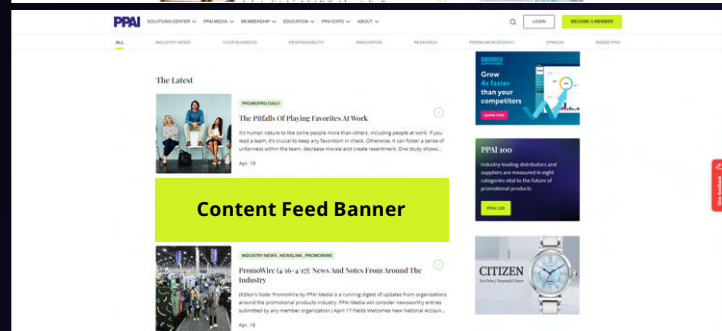 PPAI SOLUTIONS CENTER PPAI MEDIA MEMBERSHIP EDUCATION PPAI EXPO ABOUT LOGIN BECOME A MEMBER
ALL INDUSTRY NEWS YOUR BUSINESS RESPONSIBILITY INNOVATION RESEARCH PREMIUM RESEARCH OPINION INSIDE PPAI
The Latest
PROMOPRO DAILY
The Pitfalls Of Playing Favorites At Work
It's human nature to like some people more than others, including people at work. If you
lead a team, it's crucial to keep any favoritism in check. Otherwise, it can foster a sense of
unfairness within the team, decrease morale and create resentment. One study shows...
Apr. 19
Content Feed Banner
INDUSTRY NEWS, NEWSLINK, PROMOWIRE
PromoWire (4/16-4/17): News And Notes From Around The
Industry
(Editor's Note: PromoWire by PPAI Media is a running digest of updates from organizations
around the promotional products industry. PPAI Media will consider newsworthy entries
submitted by any member organization.) April 17 Fields Welcomes New National Accoun...
Apr. 18
Grow
4x faster
than your
competitors
LEARN NOW
PPAI 100
Industry-leading distributors and
suppliers are measured in eight
categories vital to the future of
promotional products
PPAI 100
CITIZEN
Give feedback